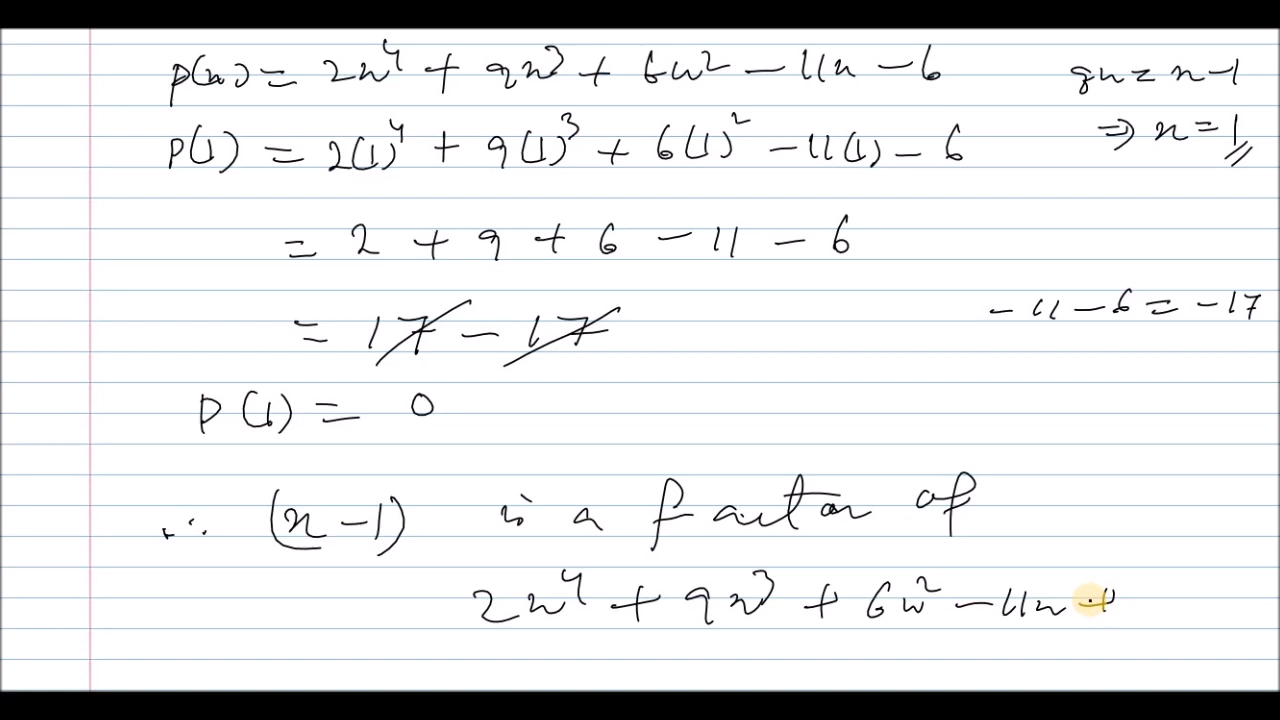 p(x) = 2x⁴ + 9x³ + 6x² - 11x - 6
gx = x - 1
p(1) = 2(1)⁴ + 9(1)³ + 6(1)² - 11(1) - 6
⇒ x = 1
= 2 + 9 + 6 - 11 - 6
= 17 - 17
- 11 - 6 = - 17
p(1) = 0
∴ (x - 1) is a factor of
2x⁴ + 9x³ + 6x² - 11x +